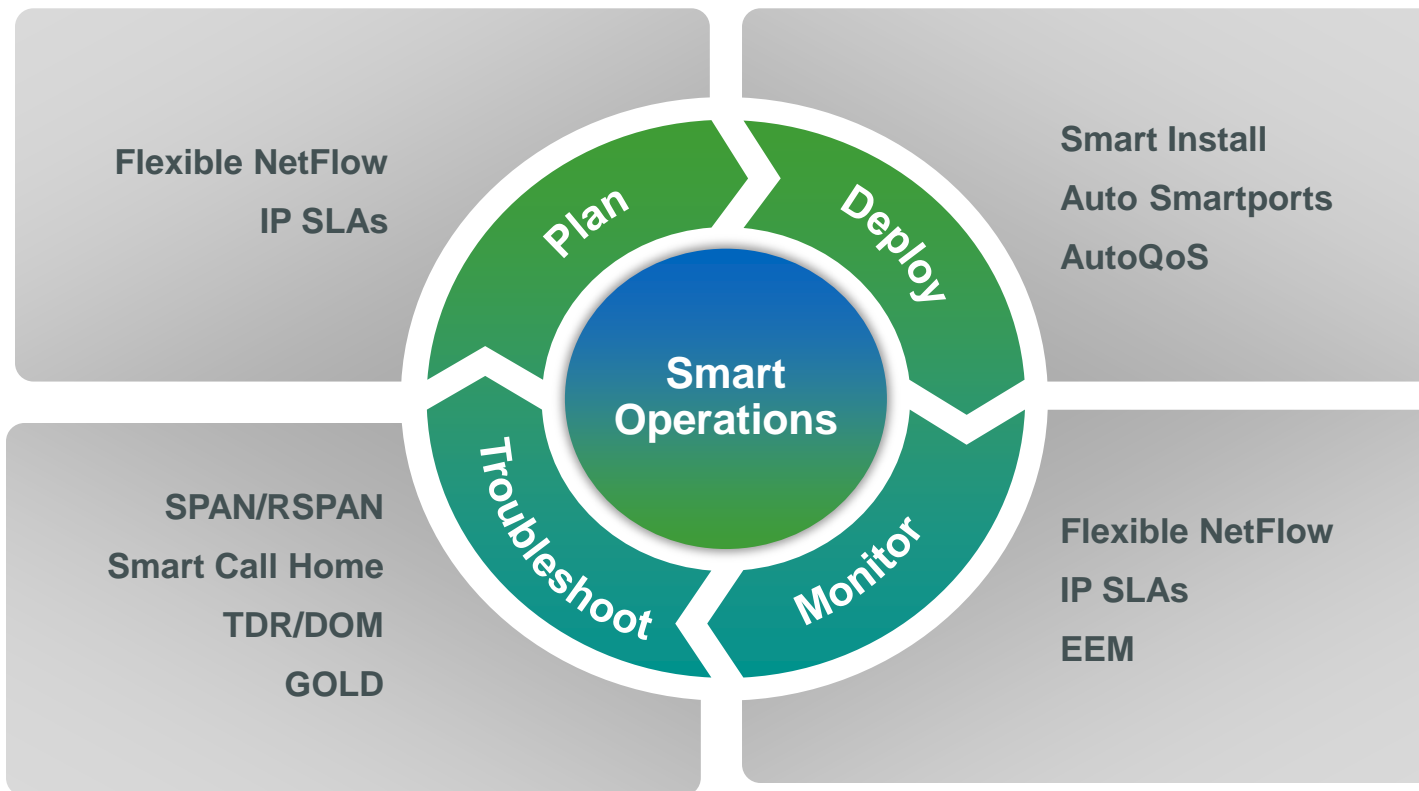 Flexible NetFlow
IP SLAs
Plan
Deploy
Smart Install
Auto Smartports
AutoQoS
Smart
Operations
SPAN/RSPAN
Smart Call Home
TDR/DOM
GOLD
Troubleshoot
Monitor
Flexible NetFlow
IP SLAs
EEM